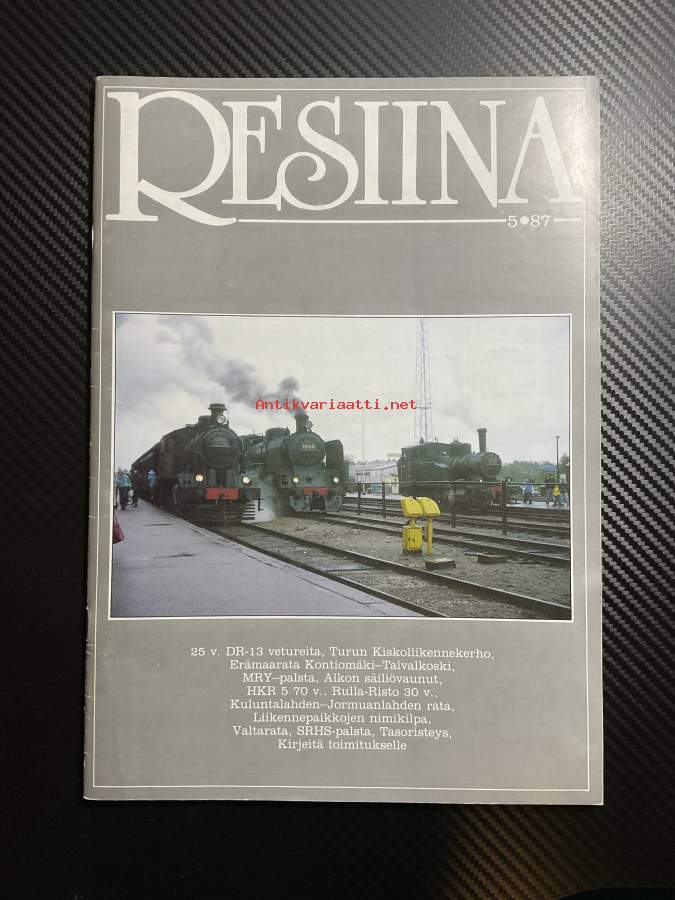 RESIINA
5•87
Antikvariaatti.net
1009
25 v. DR-13 vetureita, Turun Kiskoliikennekerho,
Erämaarata Kontiomäki–Taivalkoski,
MRY–palsta, Alkon säiliövaunut,
HKR 5 70 v., Rulla-Risto 30 v.,
Kuluntalahden–Jormuanlahden rata,
Liikennepaikkojen nimikilpa,
Valtarata, SRHS-palsta, Tasoristeys,
Kirjeitä toimitukselle